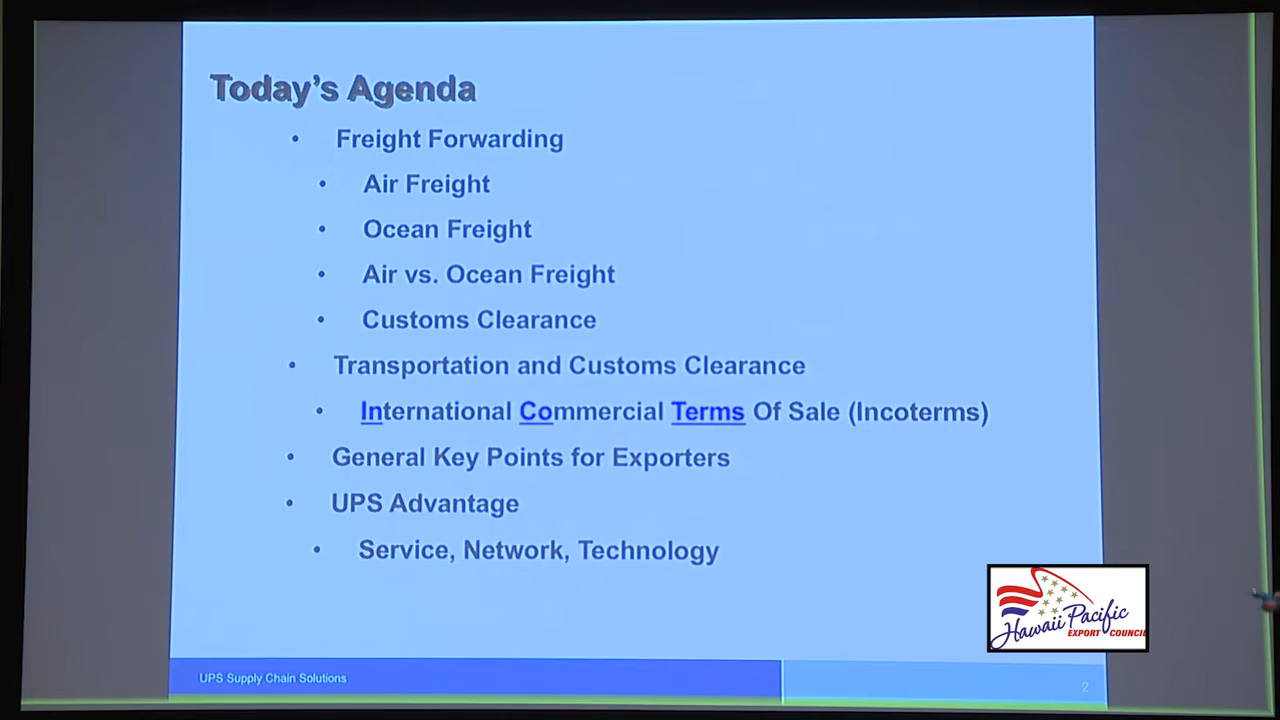 Today's Agenda
• Freight Forwarding
• Air Freight
• Ocean Freight
• Air vs. Ocean Freight
• Customs Clearance
• Transportation and Customs Clearance
• International Commercial Terms Of Sale (Incoterms)
• General Key Points for Exporters
• UPS Advantage
• Service, Network, Technology
Hawaii Pacific
EXPORT COUNCIL
UPS Supply Chain Solutions
2